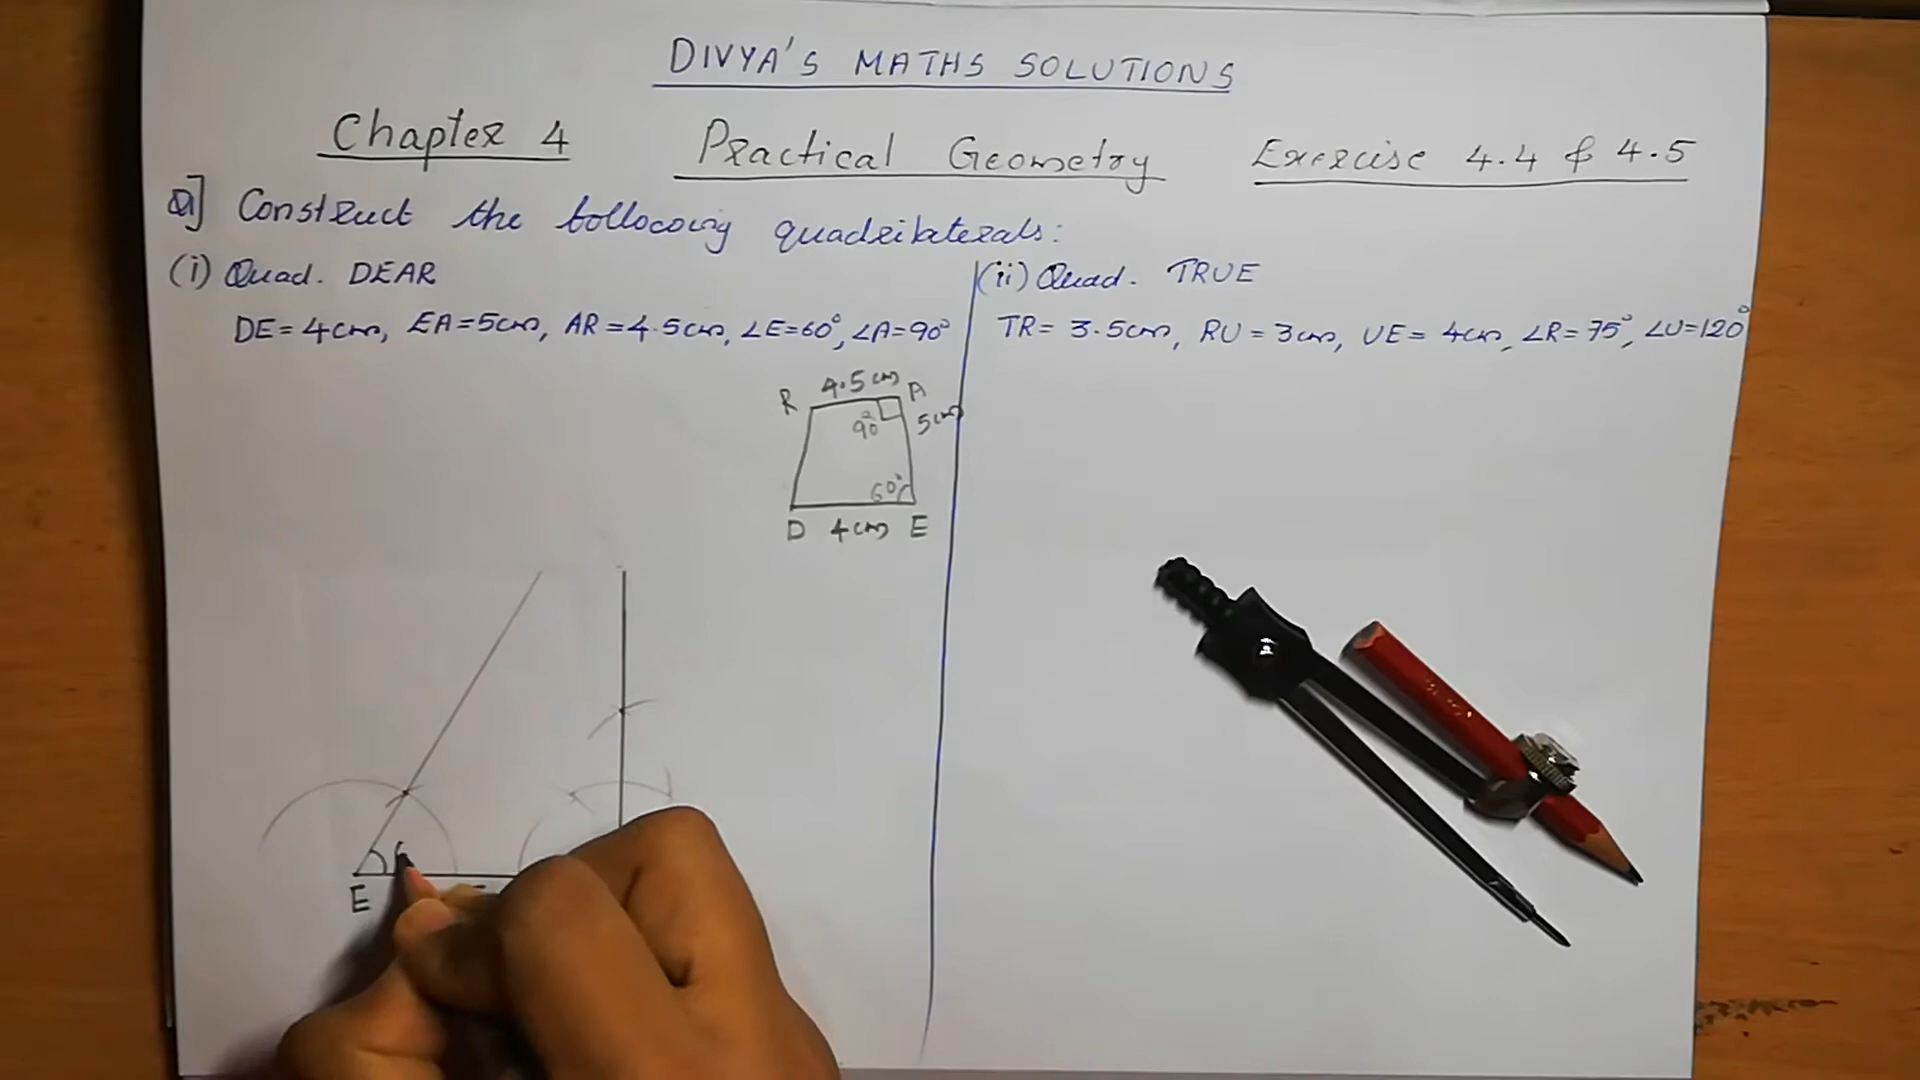 DIVYA'S MATHS SOLUTIONS
Chapter 4 Practical Geometry Exercise 4.4 & 4.5
Q1] Construct the following quadrilaterals:
(i) Quad. DEAR
DE = 4cm, EA = 5cm, AR = 4.5cm, ∠E = 60°, ∠A = 90°
(ii) Quad. TRUE
TR = 3.5cm, RU = 3cm, UE = 4cm, ∠R = 75°, ∠U = 120°
R 4.5cm A
90° 5cm
60°
D 4cm E
E